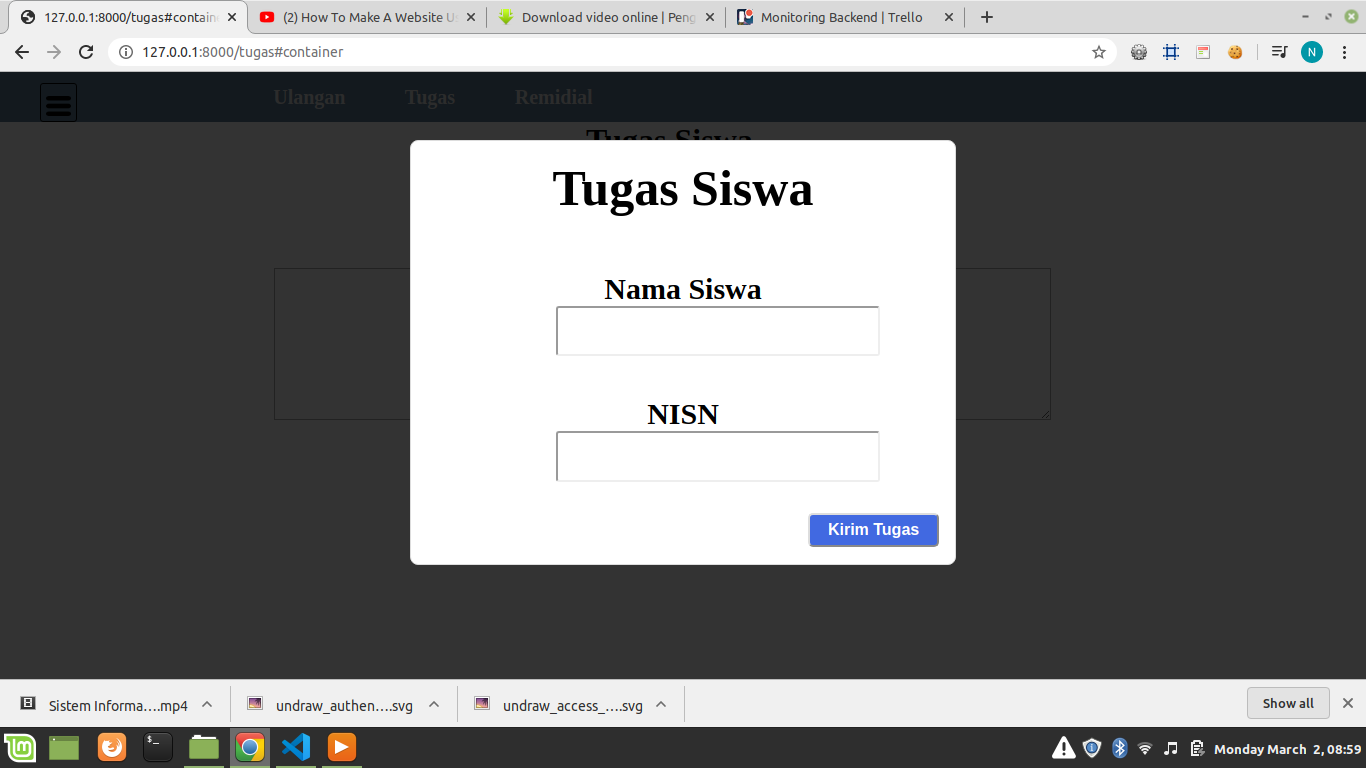 127.0.0.1:8000/tugas#contain
(2) How To Make A Website U
Download video online | Peng
Monitoring Backend | Trello
127.0.0.1:8000/tugas#container
N
Ulangan Tugas Remidial
Tugas Siswa
Tugas Siswa
Nama Siswa
NISN
Kirim Tugas
Sistem Informa....mp4
undraw_authen....svg
undraw_access_....svg
Show all
Monday March 2, 08:59